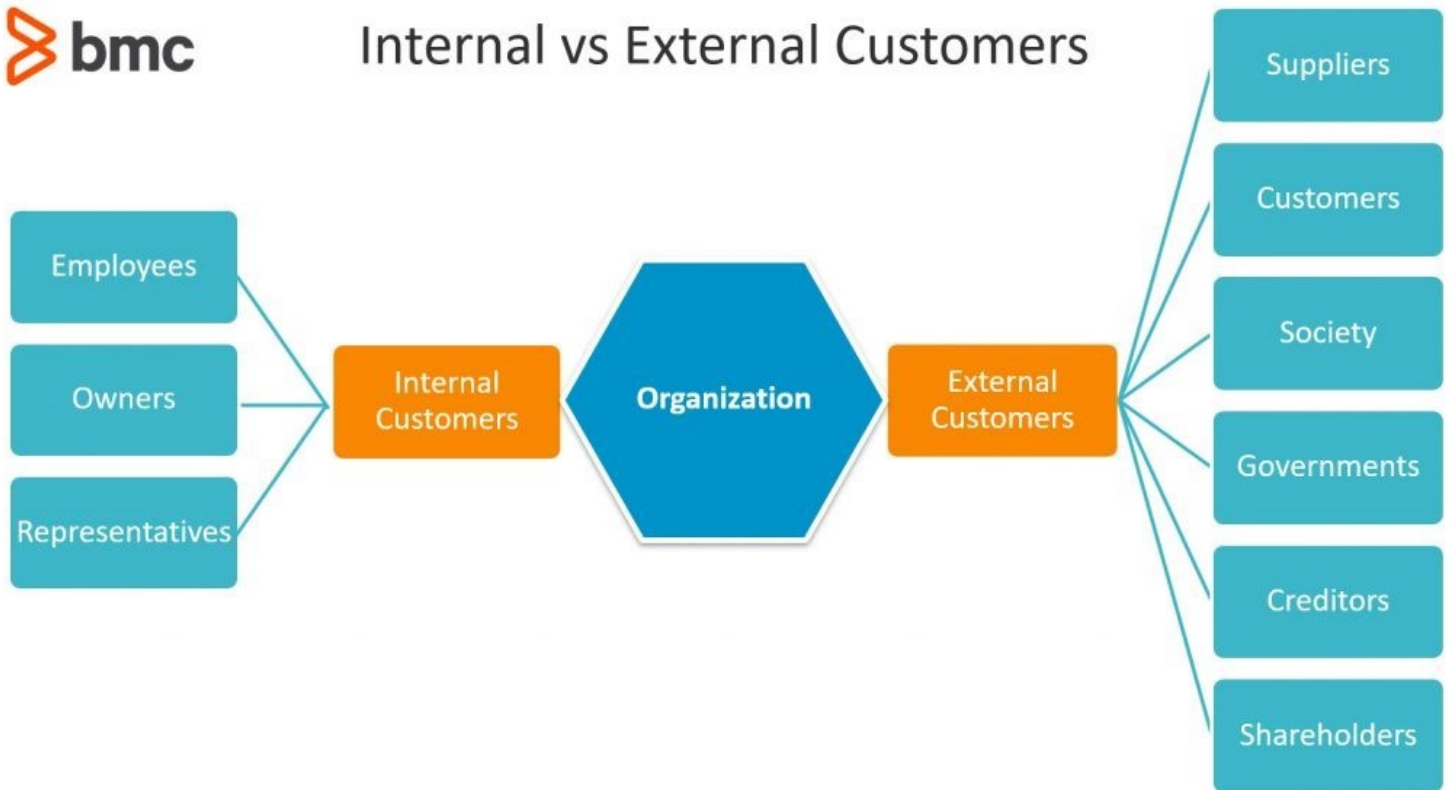 bmc
Internal vs External Customers
Employees
Owners
Representatives
Internal
Customers
Organization
External
Customers
Suppliers
Customers
Society
Governments
Creditors
Shareholders